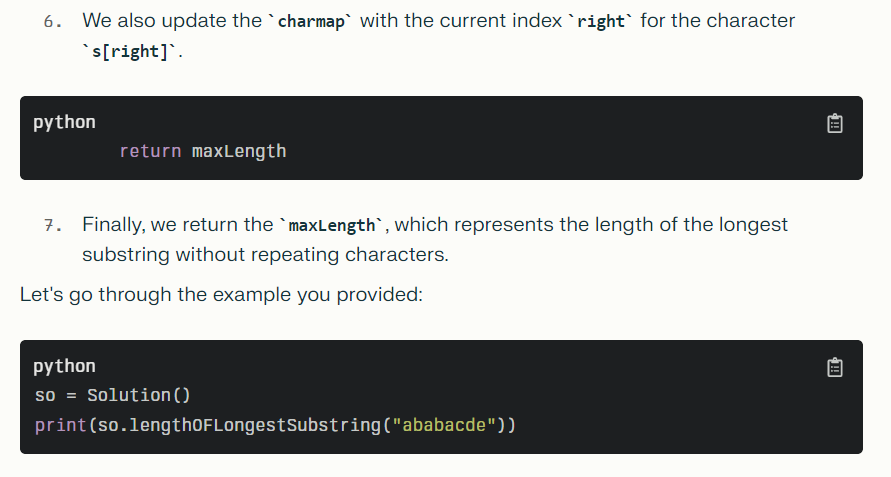 6. We also update the `charmap` with the current index `right` for the character
`s[right]`.
python
return maxLength
7. Finally, we return the `maxLength`, which represents the length of the longest
substring without repeating characters.
Let's go through the example you provided:
python
so = Solution()
print(so.lengthOFLongestSubstring("ababacde"))